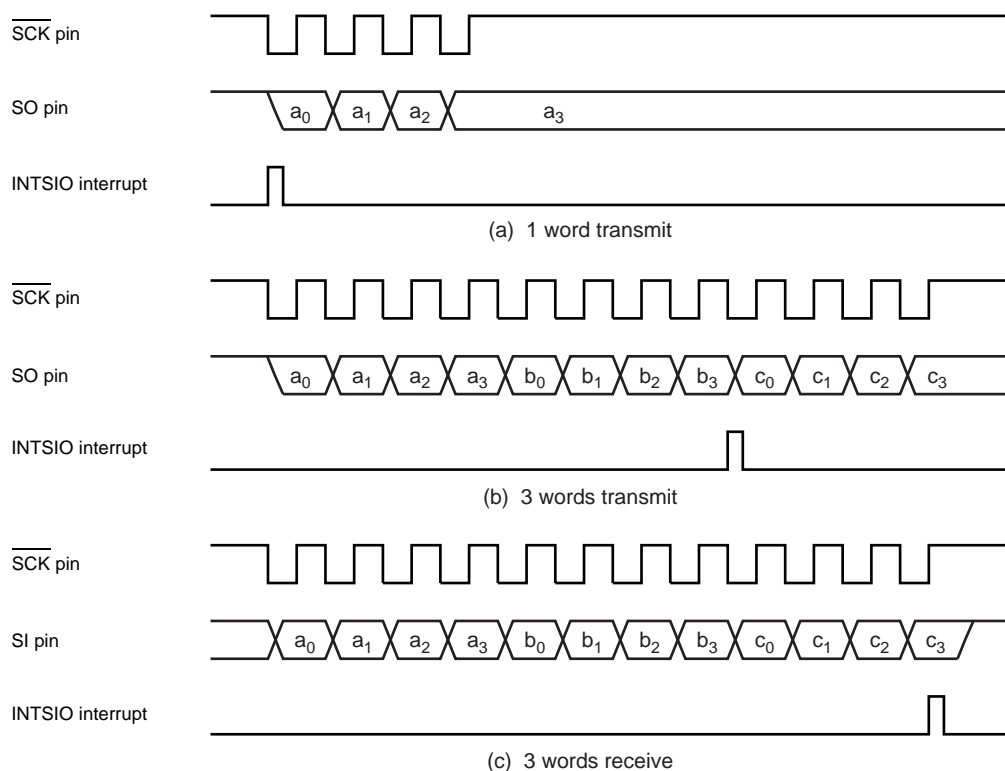 SCK pin
SO pin
a₀ a₁ a₂ a₃
INTSIO interrupt
(a) 1 word transmit
SCK pin
SO pin
a₀ a₁ a₂ a₃ b₀ b₁ b₂ b₃ c₀ c₁ c₂ c₃
INTSIO interrupt
(b) 3 words transmit
SCK pin
SI pin
a₀ a₁ a₂ a₃ b₀ b₁ b₂ b₃ c₀ c₁ c₂ c₃
INTSIO interrupt
(c) 3 words receive